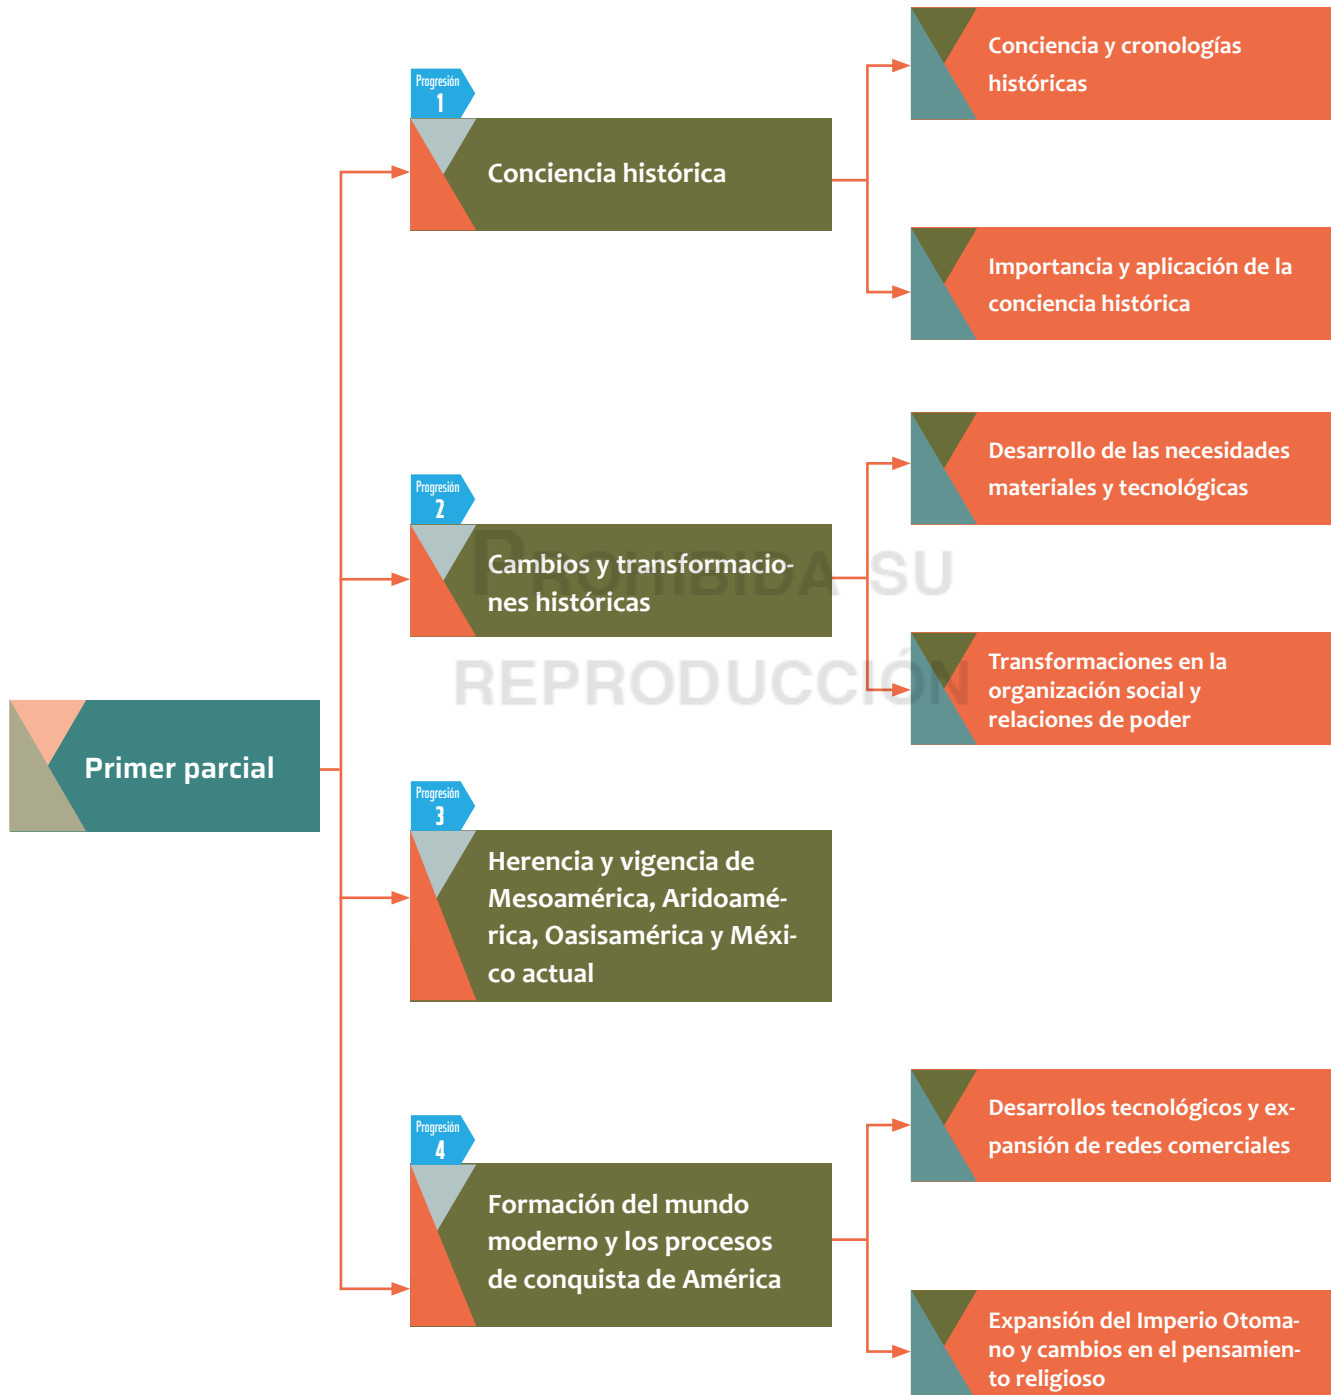 Primer parcial
Progresión
1
Conciencia histórica
Conciencia y cronologías
históricas
Importancia y aplicación de la
conciencia histórica
Progresión
2
Cambios y transformacio-
nes históricas
Desarrollo de las necesidades
materiales y tecnológicas
Transformaciones en la
organización social y
relaciones de poder
PROHIBIDA SU
REPRODUCCIÓN
Progresión
3
Herencia y vigencia de
Mesoamérica, Aridoamé-
rica, Oasisamérica y Méxi-
co actual
Progresión
4
Formación del mundo
moderno y los procesos
de conquista de América
Desarrollos tecnológicos y ex-
pansión de redes comerciales
Expansión del Imperio Otoma-
no y cambios en el pensamien-
to religioso